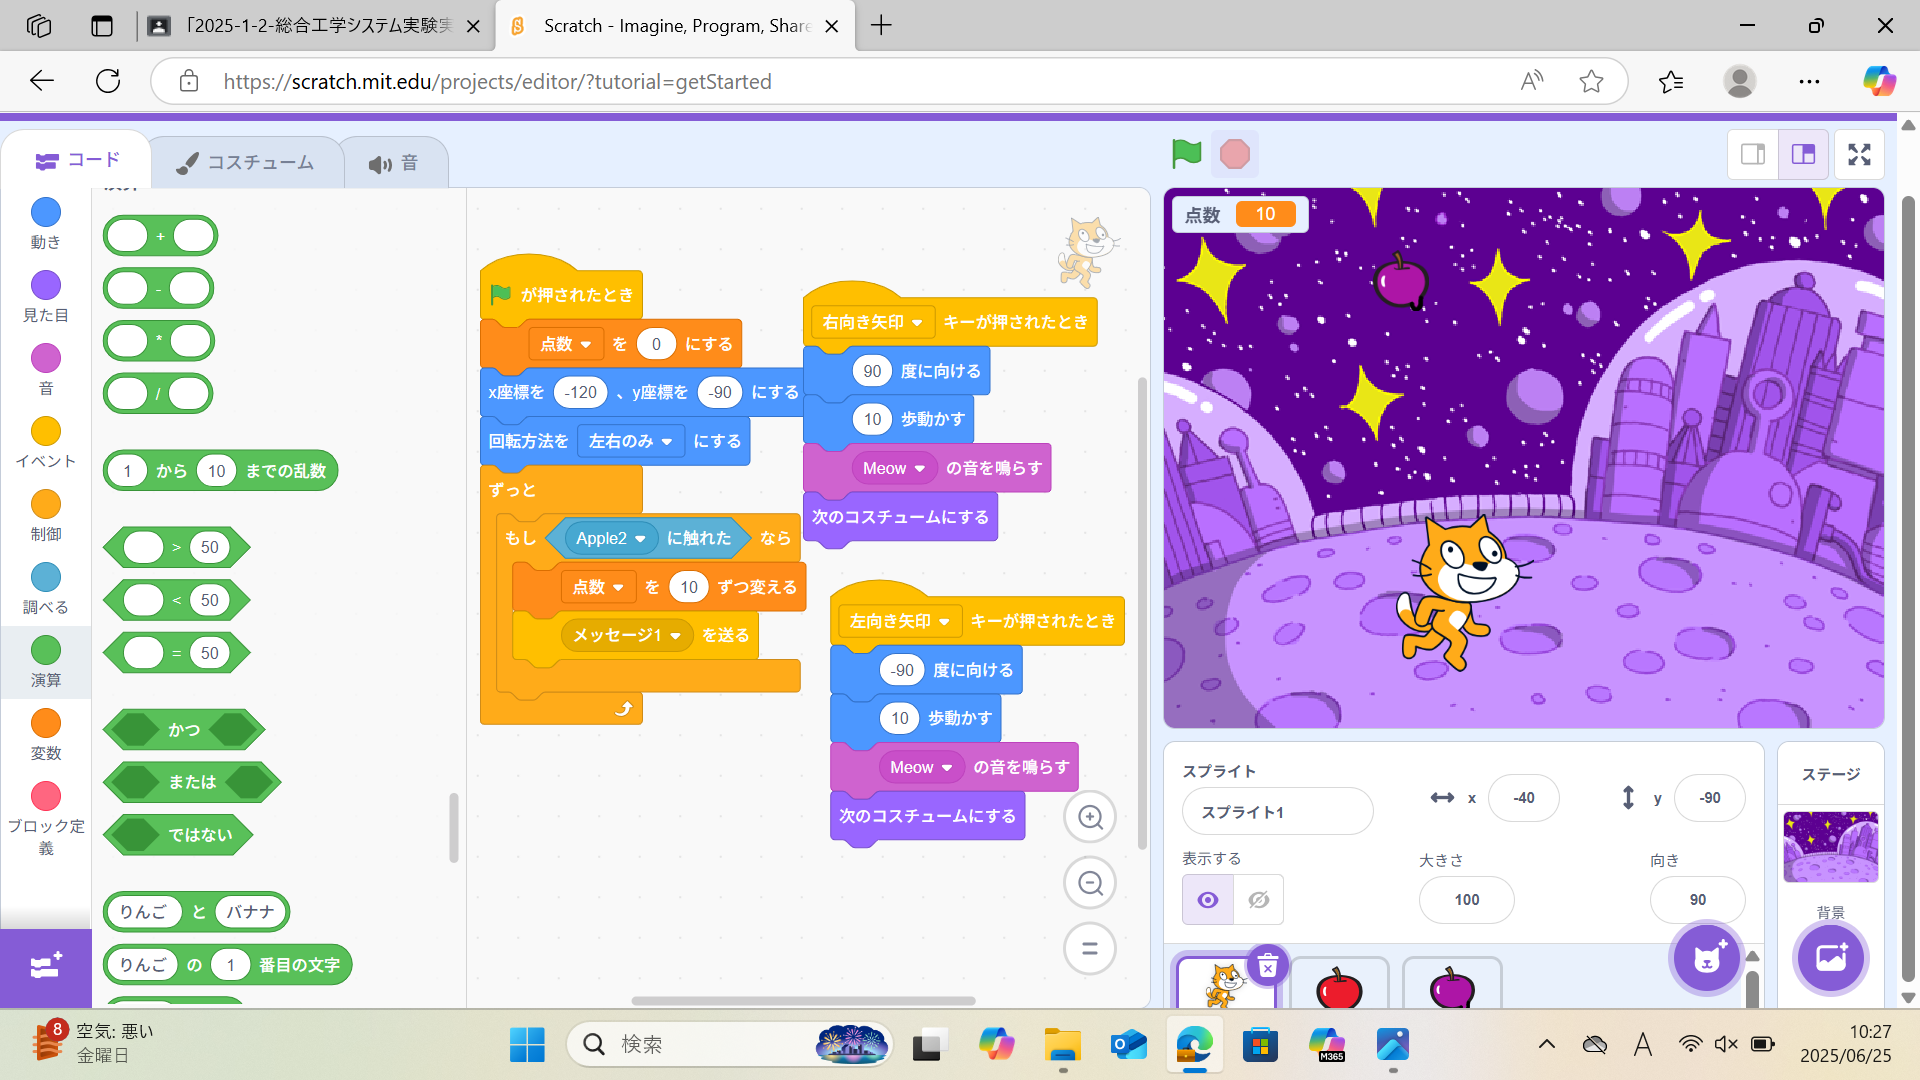 「2025-1-2-総合工学システム実験実
Scratch - Imagine, Program, Share
https://scratch.mit.edu/projects/editor/?tutorial=getStarted
コード
コスチューム
音
動き
見た目
音
イベント
制御
調べる
演算
変数
ブロック定義
+
-
*
/
1 から 10 までの乱数
> 50
< 50
= 50
かつ
または
ではない
りんご と バナナ
りんご の 1 番目の文字
が押されたとき
点数 を 0 にする
x座標を -120 、y座標を -90 にする
回転方法を 左右のみ にする
ずっと
もし Apple2 に触れた なら
点数 を 10 ずつ変える
メッセージ1 を送る
右向き矢印 キーが押されたとき
90 度に向ける
10 歩動かす
Meow の音を鳴らす
次のコスチュームにする
左向き矢印 キーが押されたとき
-90 度に向ける
10 歩動かす
Meow の音を鳴らす
次のコスチュームにする
点数 10
スプライト
スプライト1
x -40
y -90
表示する
大きさ
100
向き
90
ステージ
背景
8
空気: 悪い
金曜日
検索
M365
A
10:27
2025/06/25